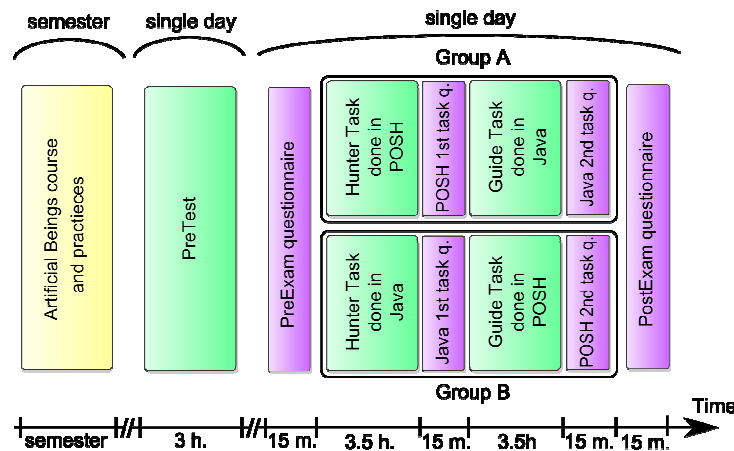 semester
single day
single day
Group A
Artificial Beings course
and practieces
PreTest
PreExam questionnaire
Hunter Task
done in
POSH
POSH 1st task q.
Guide Task
done in
Java
Java 2nd task q.
Hunter Task
done in
Java
Java 1st task q.
Guide Task
done in
POSH
POSH 2nd task q.
PostExam questionnaire
Group B
Time
semester
3 h.
15 m.
3.5 h.
15 m.
3.5h
15 m.
15 m.